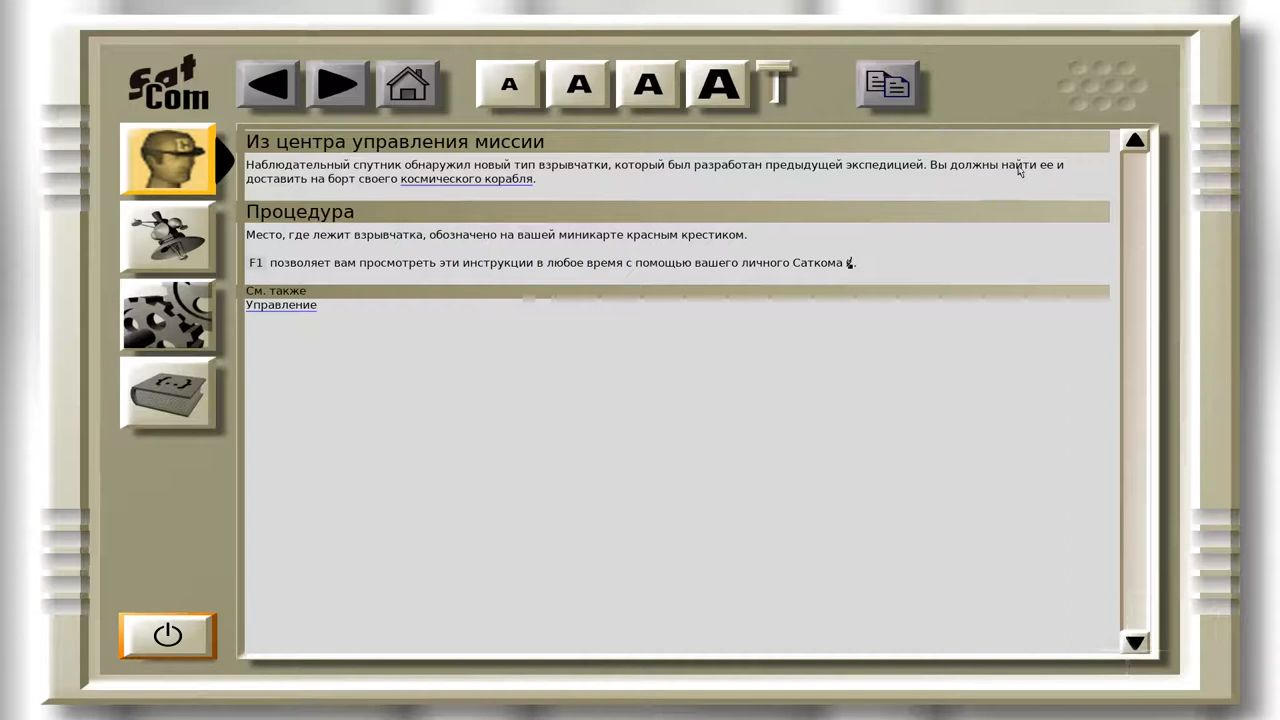 Sat
Com
A A A A
Из центра управления миссии
Наблюдательный спутник обнаружил новый тип взрывчатки, который был разработан предыдущей экспедицией. Вы должны найти ее и
доставить на борт своего космического корабля.
Процедура
Место, где лежит взрывчатка, обозначено на вашей миникарте красным крестиком.
F1 позволяет вам просмотреть эти инструкции в любое время с помощью вашего личного Саткома .
См. также
Управление
{..}